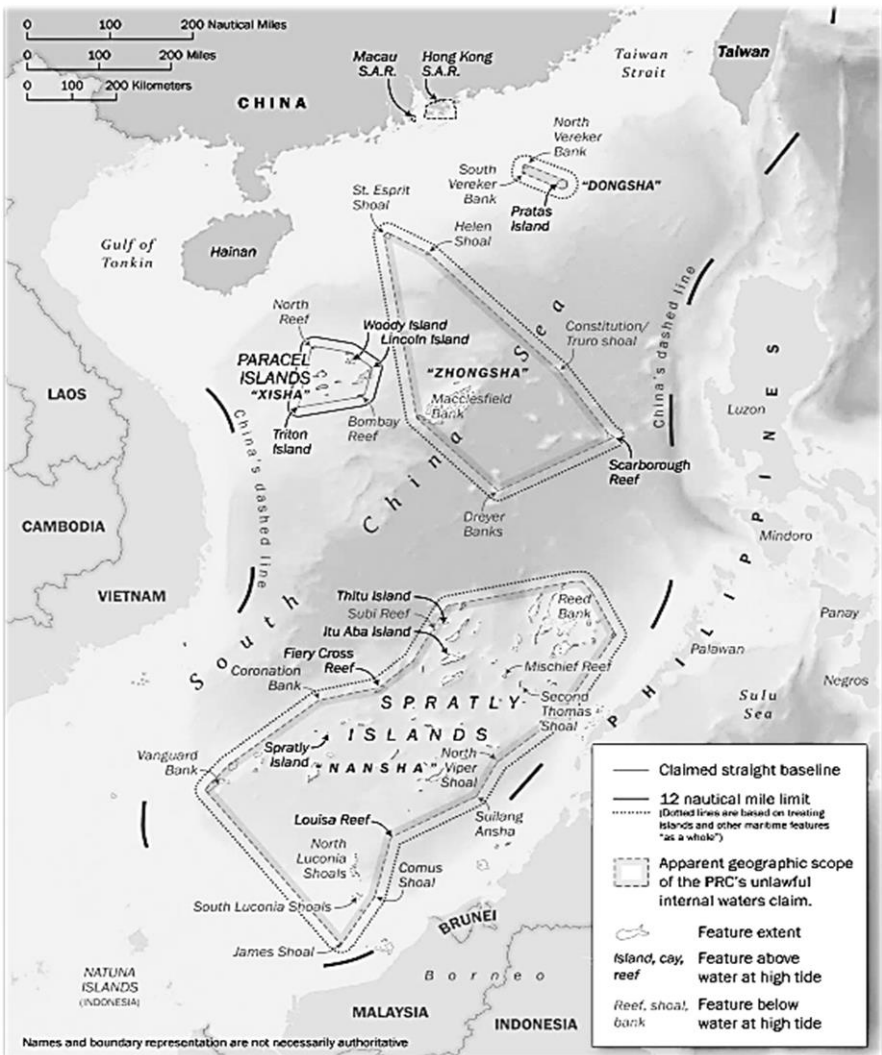 0 100 200 Nautical Miles
0 100 200 Miles
0 100 200 Kilometers
Macau
S.A.R.
Hong Kong
S.A.R.
Taiwan
Strait
Taiwan
CHINA
North
Vereker
Bank
South
Vereker
Bank
"DONGSHA"
Pratas
Island
St. Esprit
Shoal
Helen
Shoal
Gulf of
Tonkin
Hainan
North
Reef
Woody Island
Lincoln Island
PARACEL
ISLANDS
"XISHA"
Triton
Island
Bombay
Reef
"ZHONGSHA"
Macclesfield
Bank
Constitution/
Truro shoal
China's dashed line
Luzon
LAOS
China's dashed line
Scarborough
Reef
Dreyer
Banks
South China Sea
CAMBODIA
VIETNAM
PHILIPPINES
Mindoro
Panay
Palawan
Negros
Sulu
Sea
Thitu Island
Subi Reef
Itu Aba Island
Reed
Bank
Fiery Cross
Reef
Coronation
Bank
Mischief Reef
Second
Thomas
Shoal
SPRATLY
ISLANDS
Spratly
Island
"NANSHA"
North
Viper
Shoal
Vanguard
Bank
Louisa Reef
Suilang
Ansha
North
Luconia
Shoals
Comus
Shoal
South Luconia Shoals
James Shoal
BRUNEI
Borneo
NATUNA
ISLANDS
(INDONESIA)
MALAYSIA
INDONESIA
Claimed straight baseline
12 nautical mile limit
(Dotted lines are based on treating
islands and other maritime features
"as a whole")
Apparent geographic scope
of the PRC's unlawful
internal waters claim.
Feature extent
Island, cay,
reef
Feature above
water at high tide
Reef, shoal,
bank
Feature below
water at high tide
Names and boundary representation are not necessarily authoritative